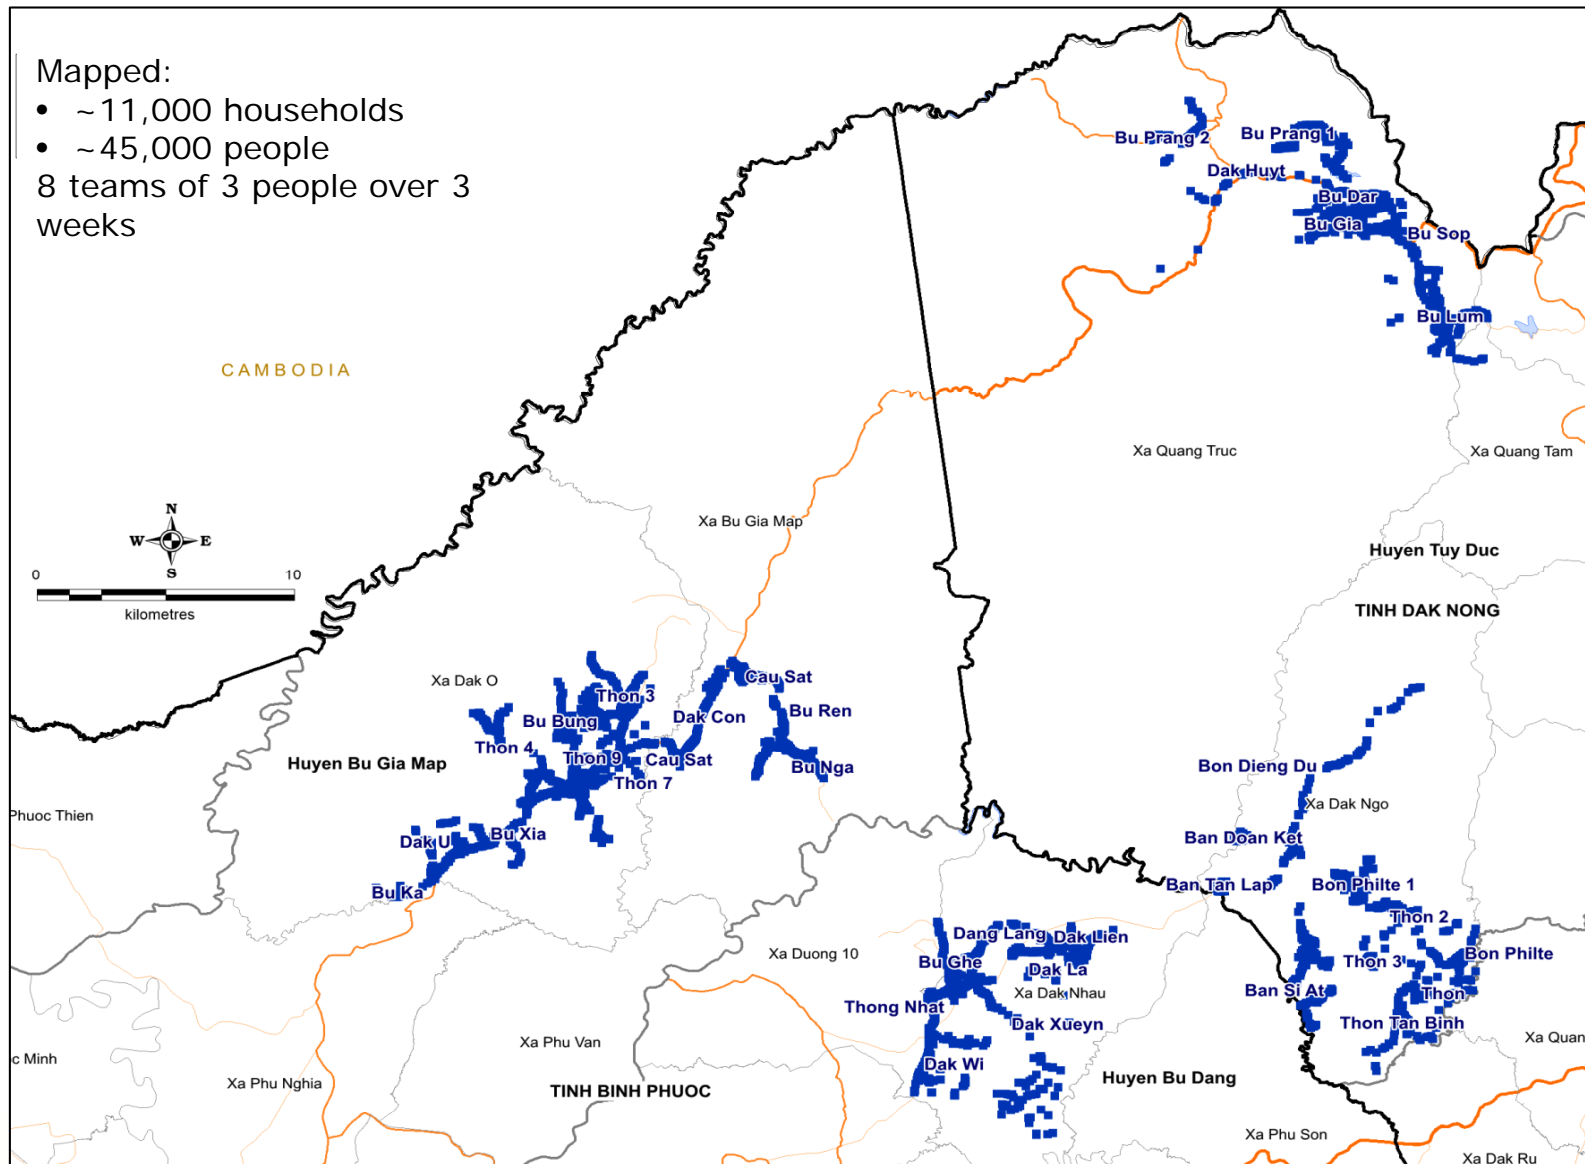 Mapped:
• ~11,000 households
• ~45,000 people
8 teams of 3 people over 3
weeks
Bu Prang 2
Bu Prang 1
Dak Huyt
Bu Dar
Bu Gia
Bu Sop
Bu Lum
CAMBODIA
Xa Quang Truc
Xa Quang Tam
N
W E
S
0 10
kilometres
Xa Bu Gia Map
Huyen Tuy Duc
TINH DAK NONG
Xa Dak O
Thon 3
Cau Sat
Bu Bung
Dak Con
Bu Ren
Thon 4
Thon 9
Cau Sat
Bu Nga
Huyen Bu Gia Map
Thon 7
Bon Dieng Du
Phuoc Thien
Xa Dak Ngo
Dak U
Bu Xia
Ban Doan Ket
Bu Ka
Ban Tan Lap
Bon Philte 1
Thon 2
Dang Lang
Dak Lien
Xa Duong 10
Bu Ghe
Dak La
Thon 3
Bon Philte
Xa Dak Nhau
Ban Si At
Thon
Thong Nhat
Dak Xueyn
Thon Tan Binh
Xa Phu Van
Xa Quan
c Minh
Dak Wi
Xa Phu Nghia
TINH BINH PHUOC
Huyen Bu Dang
Xa Phu Son
Xa Dak Ru